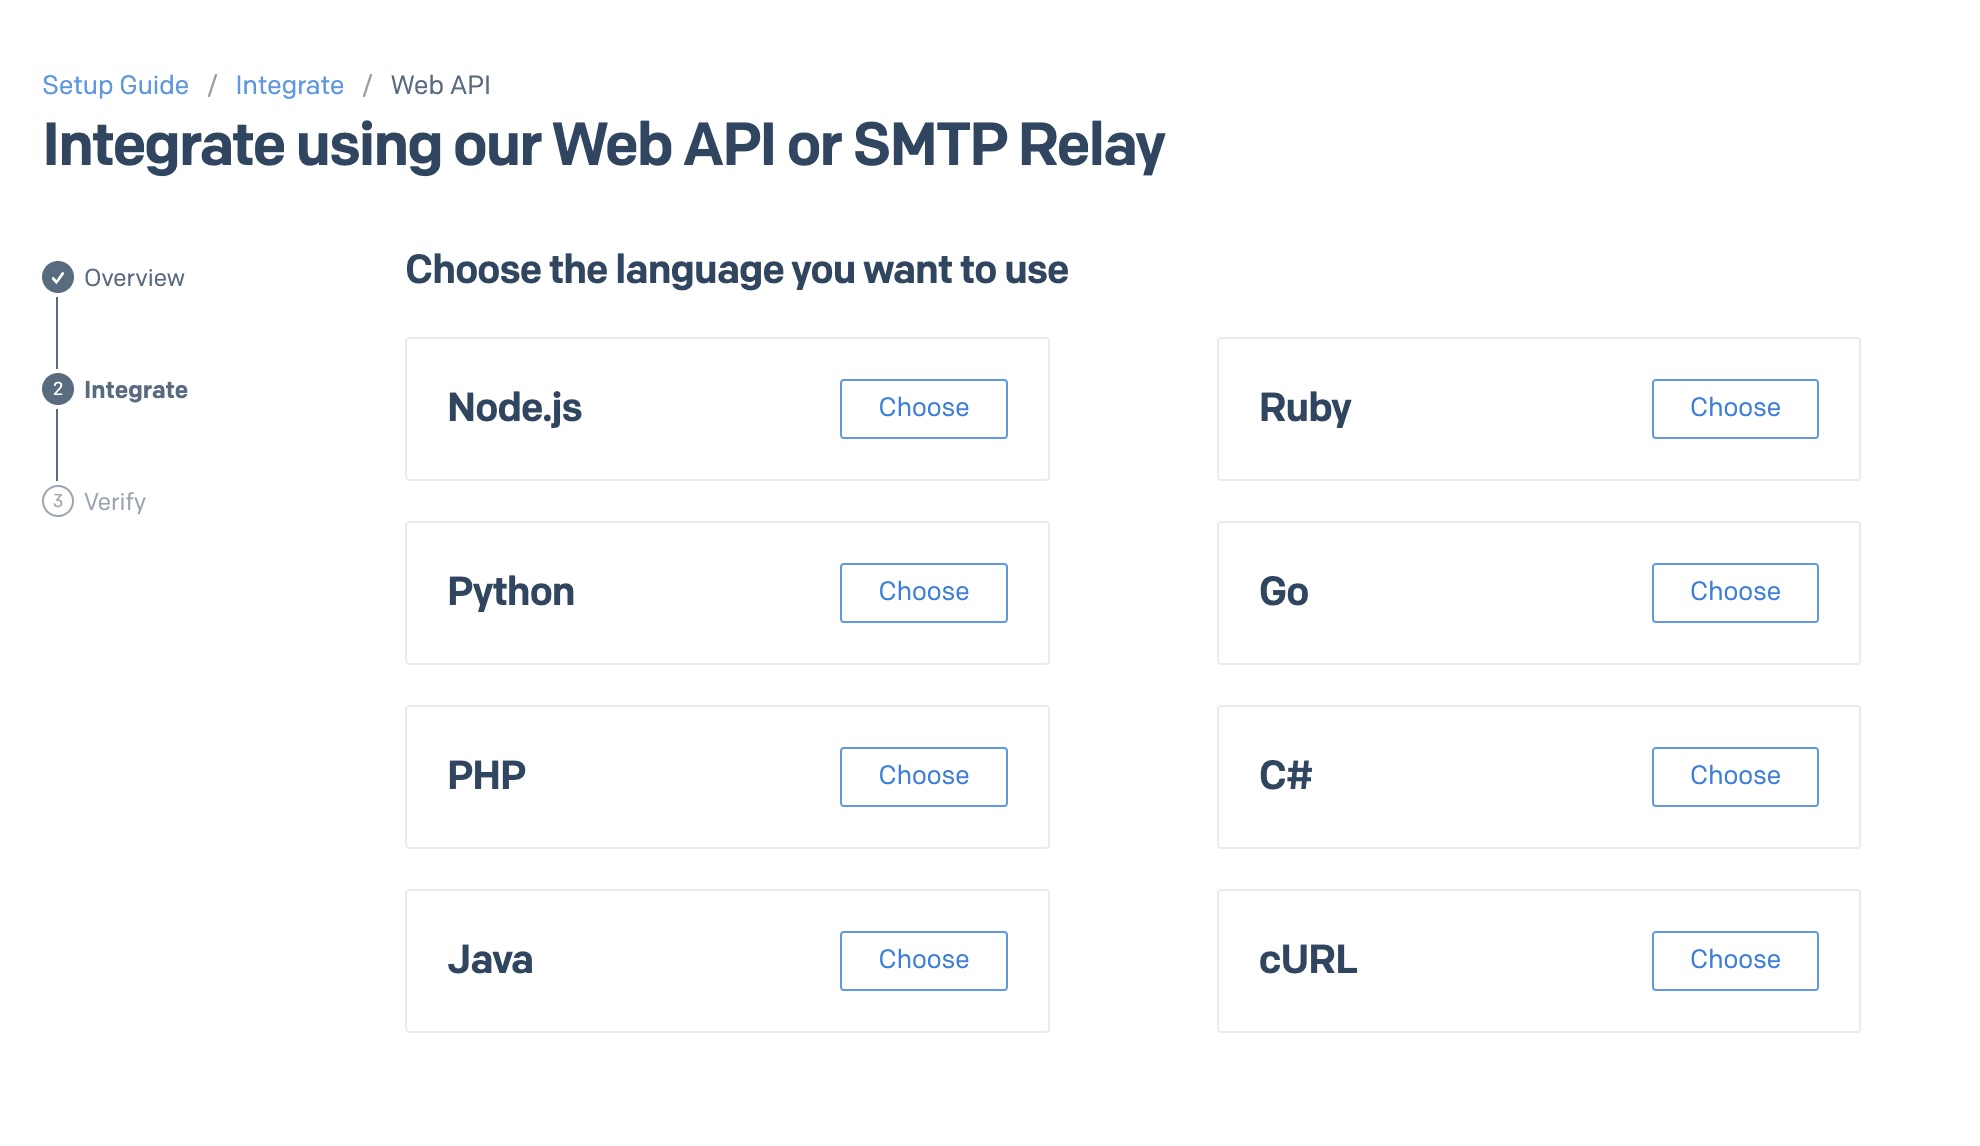 Setup Guide / Integrate / Web API
Integrate using our Web API or SMTP Relay
Overview
2 Integrate
3 Verify
Choose the language you want to use
Node.js Choose
Ruby Choose
Python Choose
Go Choose
PHP Choose
C# Choose
Java Choose
cURL Choose